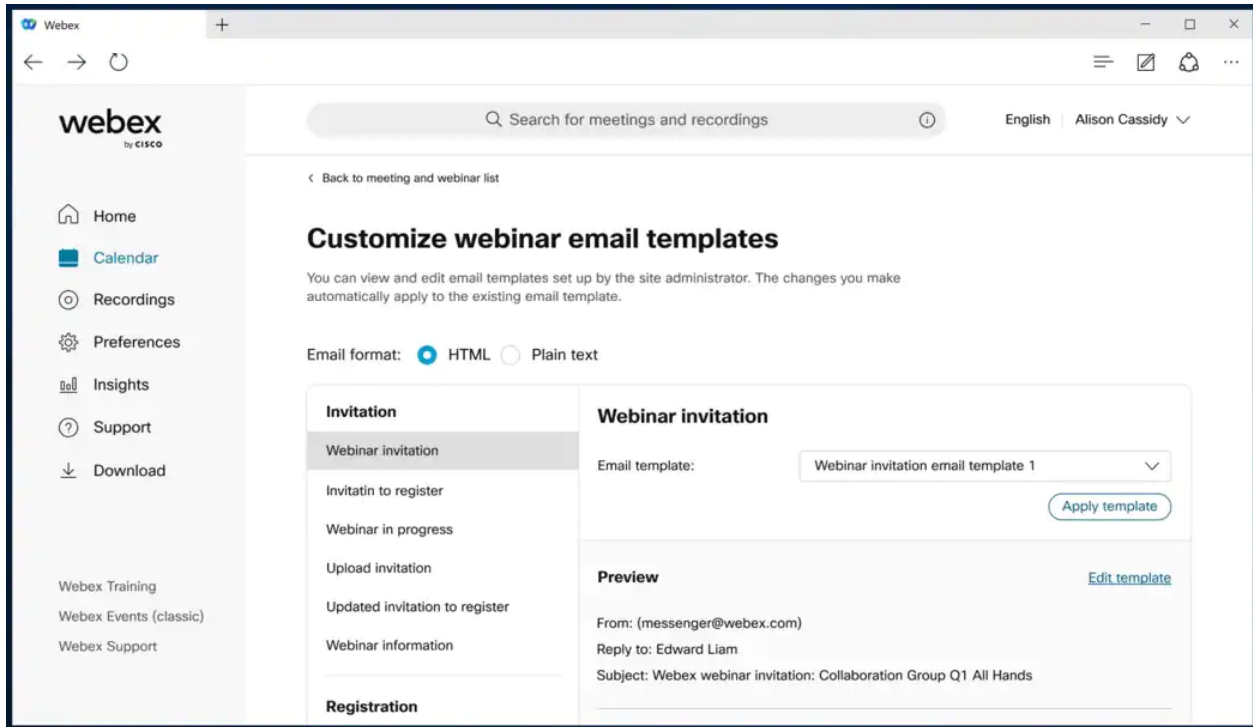 Webex
webex
by CISCO
Search for meetings and recordings
English
Alison Cassidy
Back to meeting and webinar list
Home
Calendar
Recordings
Preferences
Insights
Support
Download
Webex Training
Webex Events (classic)
Webex Support
Customize webinar email templates
You can view and edit email templates set up by the site administrator. The changes you make
automatically apply to the existing email template.
Email format: HTML Plain text
Invitation
Webinar invitation
Invitatin to register
Webinar in progress
Upload invitation
Updated invitation to register
Webinar information
Registration
Webinar invitation
Email template: Webinar invitation email template 1
Apply template
Preview
Edit template
From: (messenger@webex.com)
Reply to: Edward Liam
Subject: Webex webinar invitation: Collaboration Group Q1 All Hands